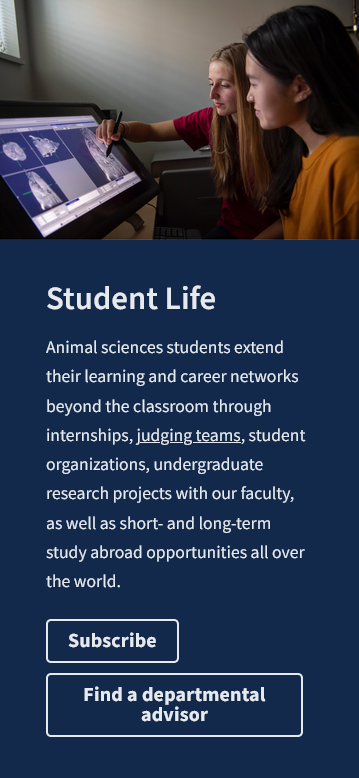 Student Life
Animal sciences students extend
their learning and career networks
beyond the classroom through
internships, judging teams, student
organizations, undergraduate
research projects with our faculty,
as well as short- and long-term
study abroad opportunities all over
the world.
Subscribe
Find a departmental
advisor